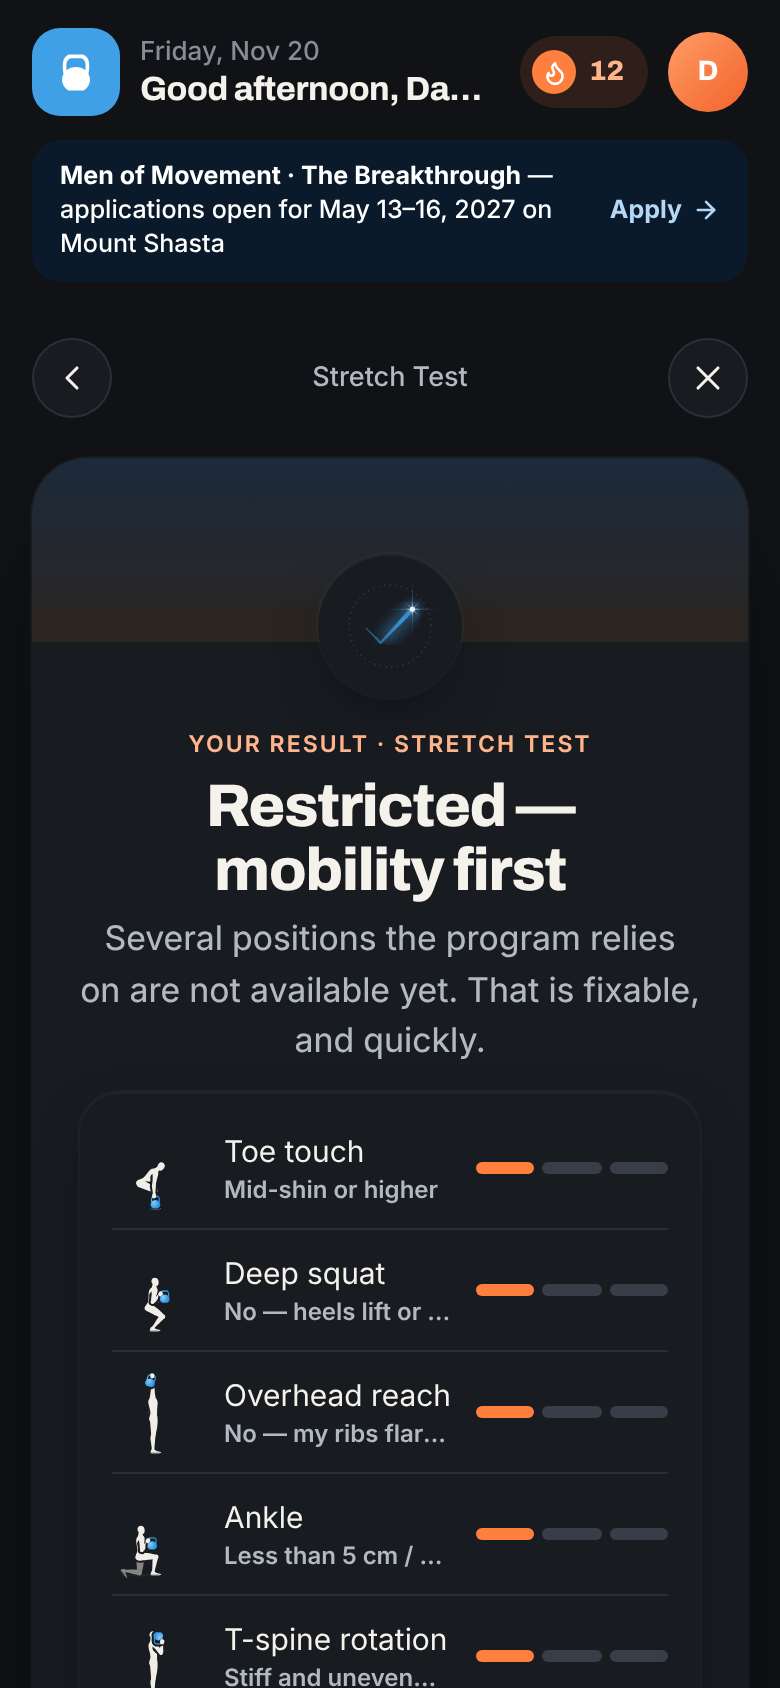 Friday, Nov 20
Good afternoon, Da...
12
D
Men of Movement · The Breakthrough —
applications open for May 13–16, 2027 on
Mount Shasta
Apply →
Stretch Test
YOUR RESULT · STRETCH TEST
Restricted —
mobility first
Several positions the program relies
on are not available yet. That is fixable,
and quickly.
Toe touch
Mid-shin or higher
Deep squat
No — heels lift or ...
Overhead reach
No — my ribs flar...
Ankle
Less than 5 cm / ...
T-spine rotation
Stiff and uneven...